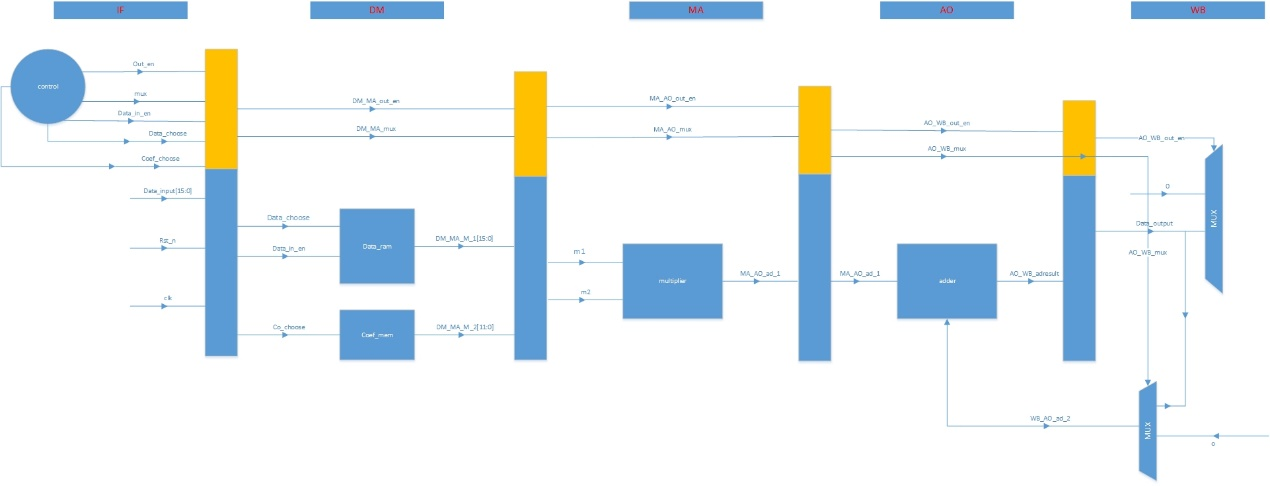 IF
DM
MA
AO
WB
control
Out_en
mux
Data_in_en
Data_choose
Coef_choose
Data_input[15:0]
Rst_n
clk
DM_MA_out_en
DM_MA_mux
Data_choose
Data_in_en
Data_ram
DM_MA_M_1[15:0]
Co_choose
Coef_mem
DM_MA_M_2[11:0]
MA_AO_out_en
MA_AO_mux
m1
m2
multiplier
MA_AO_ad_1
AO_WB_out_en
AO_WB_mux
MA_AO_ad_1
adder
AO_WB_adresult
AO_WB_out_en
0
Data_output
AO_WB_mux
MUX
WB_AO_ad_2
MUX
0